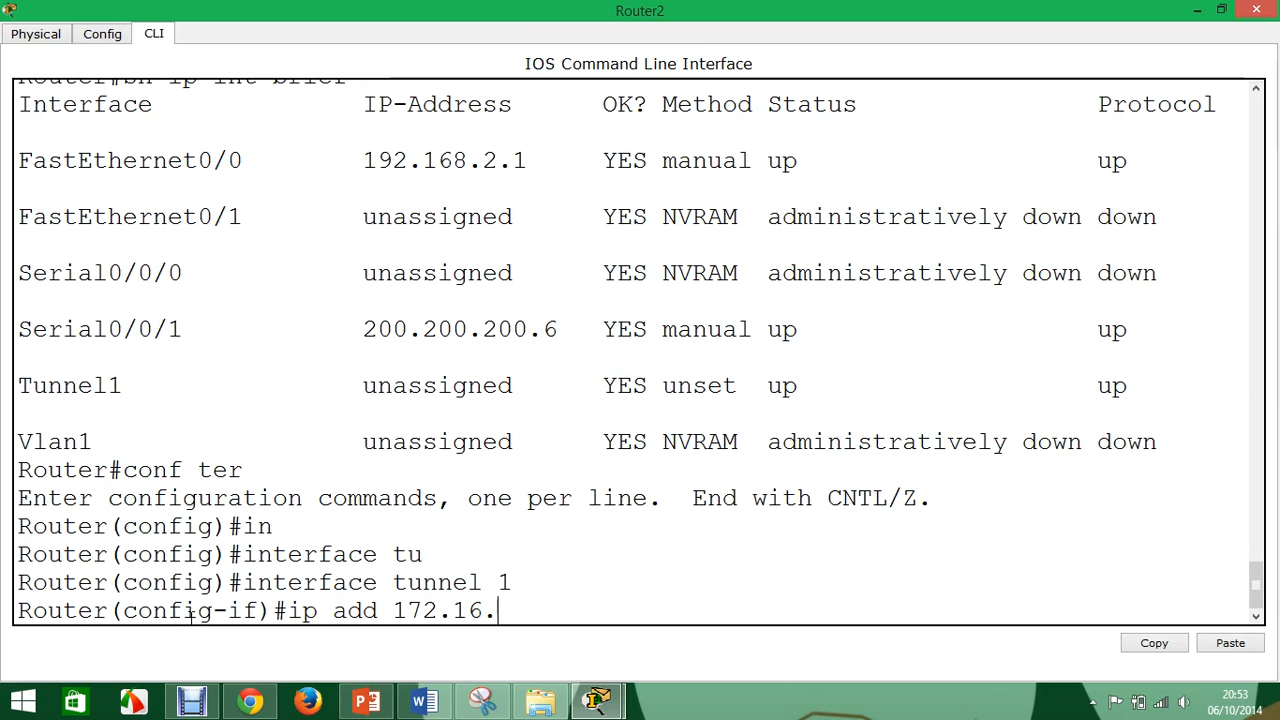 Router2
Physical Config CLI
IOS Command Line Interface
Router#sh ip int brief
Interface IP-Address OK? Method Status Protocol
FastEthernet0/0 192.168.2.1 YES manual up up
FastEthernet0/1 unassigned YES NVRAM administratively down down
Serial0/0/0 unassigned YES NVRAM administratively down down
Serial0/0/1 200.200.200.6 YES manual up up
Tunnel1 unassigned YES unset up up
Vlan1 unassigned YES NVRAM administratively down down
Router#conf ter
Enter configuration commands, one per line. End with CNTL/Z.
Router(config)#in
Router(config)#interface tu
Router(config)#interface tunnel 1
Router(config-if)#ip add 172.16.
Copy Paste
20:53
06/10/2014